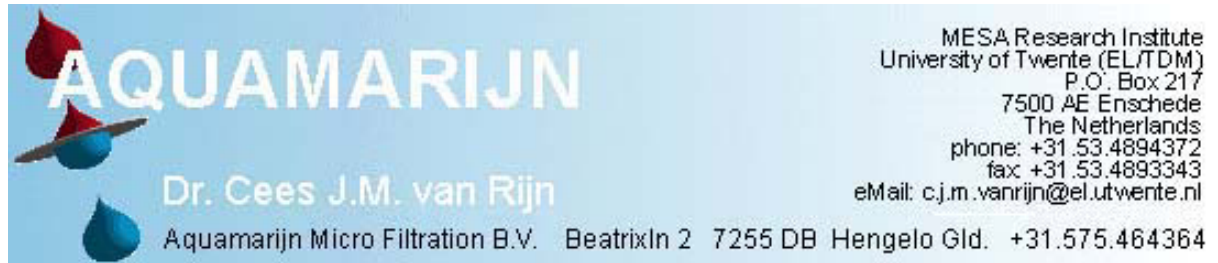 AQUAMARIJN
Dr. Cees J.M. van Rijn
MESA Research Institute
University of Twente (EL/TDM)
P.O. Box 217
7500 AE Enschede
The Netherlands
phone: +31.53.4894372
fax: +31.53.4893343
eMail: c.j.m.vanrijn@el.utwente.nl
Aquamarijn Micro Filtration B.V. Beatrixln 2 7255 DB Hengelo Gld. +31.575.464364